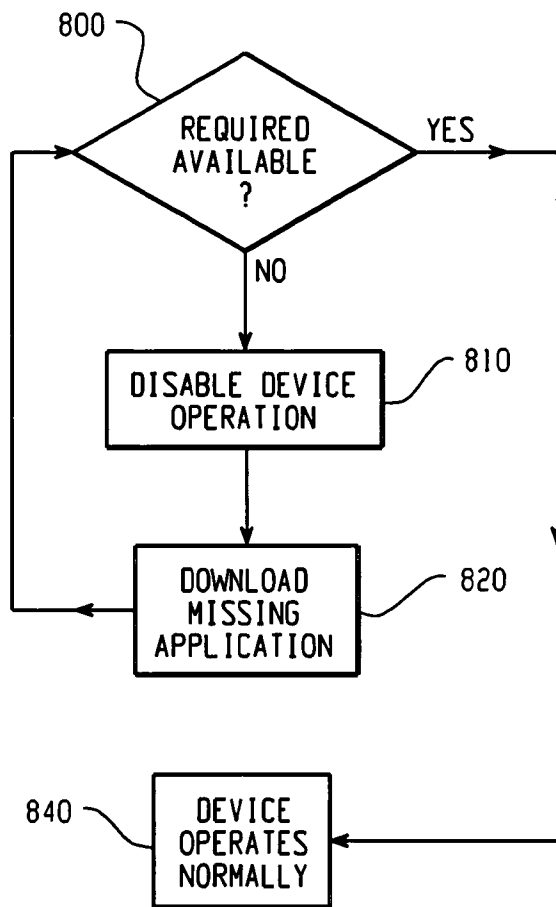 800
REQUIRED
AVAILABLE
?
YES
NO
DISABLE DEVICE
OPERATION
810
DOWNLOAD
MISSING
APPLICATION
820
DEVICE
OPERATES
NORMALLY
840